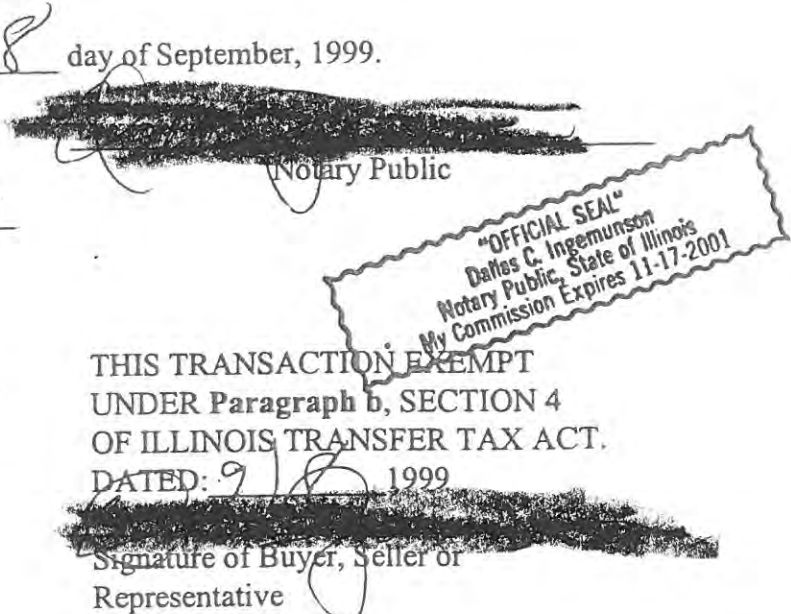 8 day of September, 1999.
Notary Public
"OFFICIAL SEAL"
Dallas C. Ingemunson
Notary Public, State of Illinois
My Commission Expires 11-17-2001
THIS TRANSACTION EXEMPT
UNDER Paragraph b, SECTION 4
OF ILLINOIS TRANSFER TAX ACT.
DATED: 9/8 1999
Signature of Buyer, Seller or
Representative